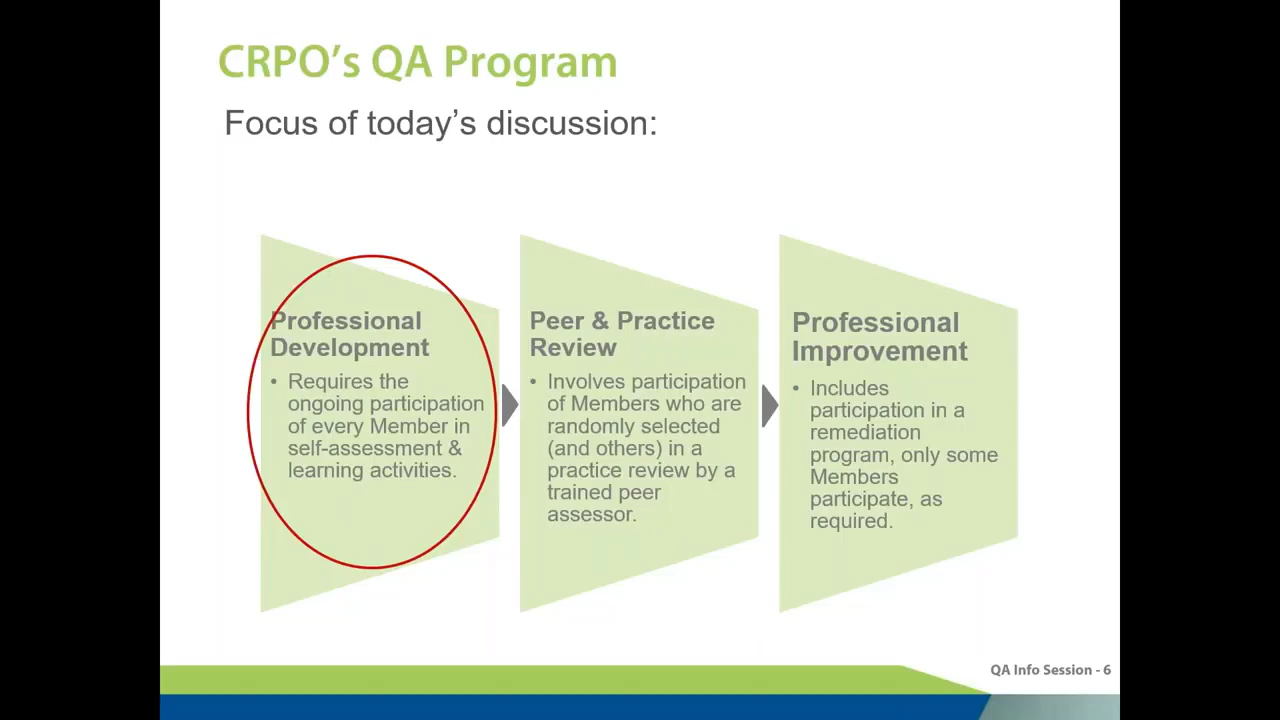 CRPO’s QA Program
Focus of today’s discussion:
Professional
Development
• Requires the
ongoing participation
of every Member in
self-assessment &
learning activities.
Peer & Practice
Review
• Involves participation
of Members who are
randomly selected
(and others) in a
practice review by a
trained peer
assessor.
Professional
Improvement
• Includes
participation in a
remediation
program, only some
Members
participate, as
required.
QA Info Session - 6